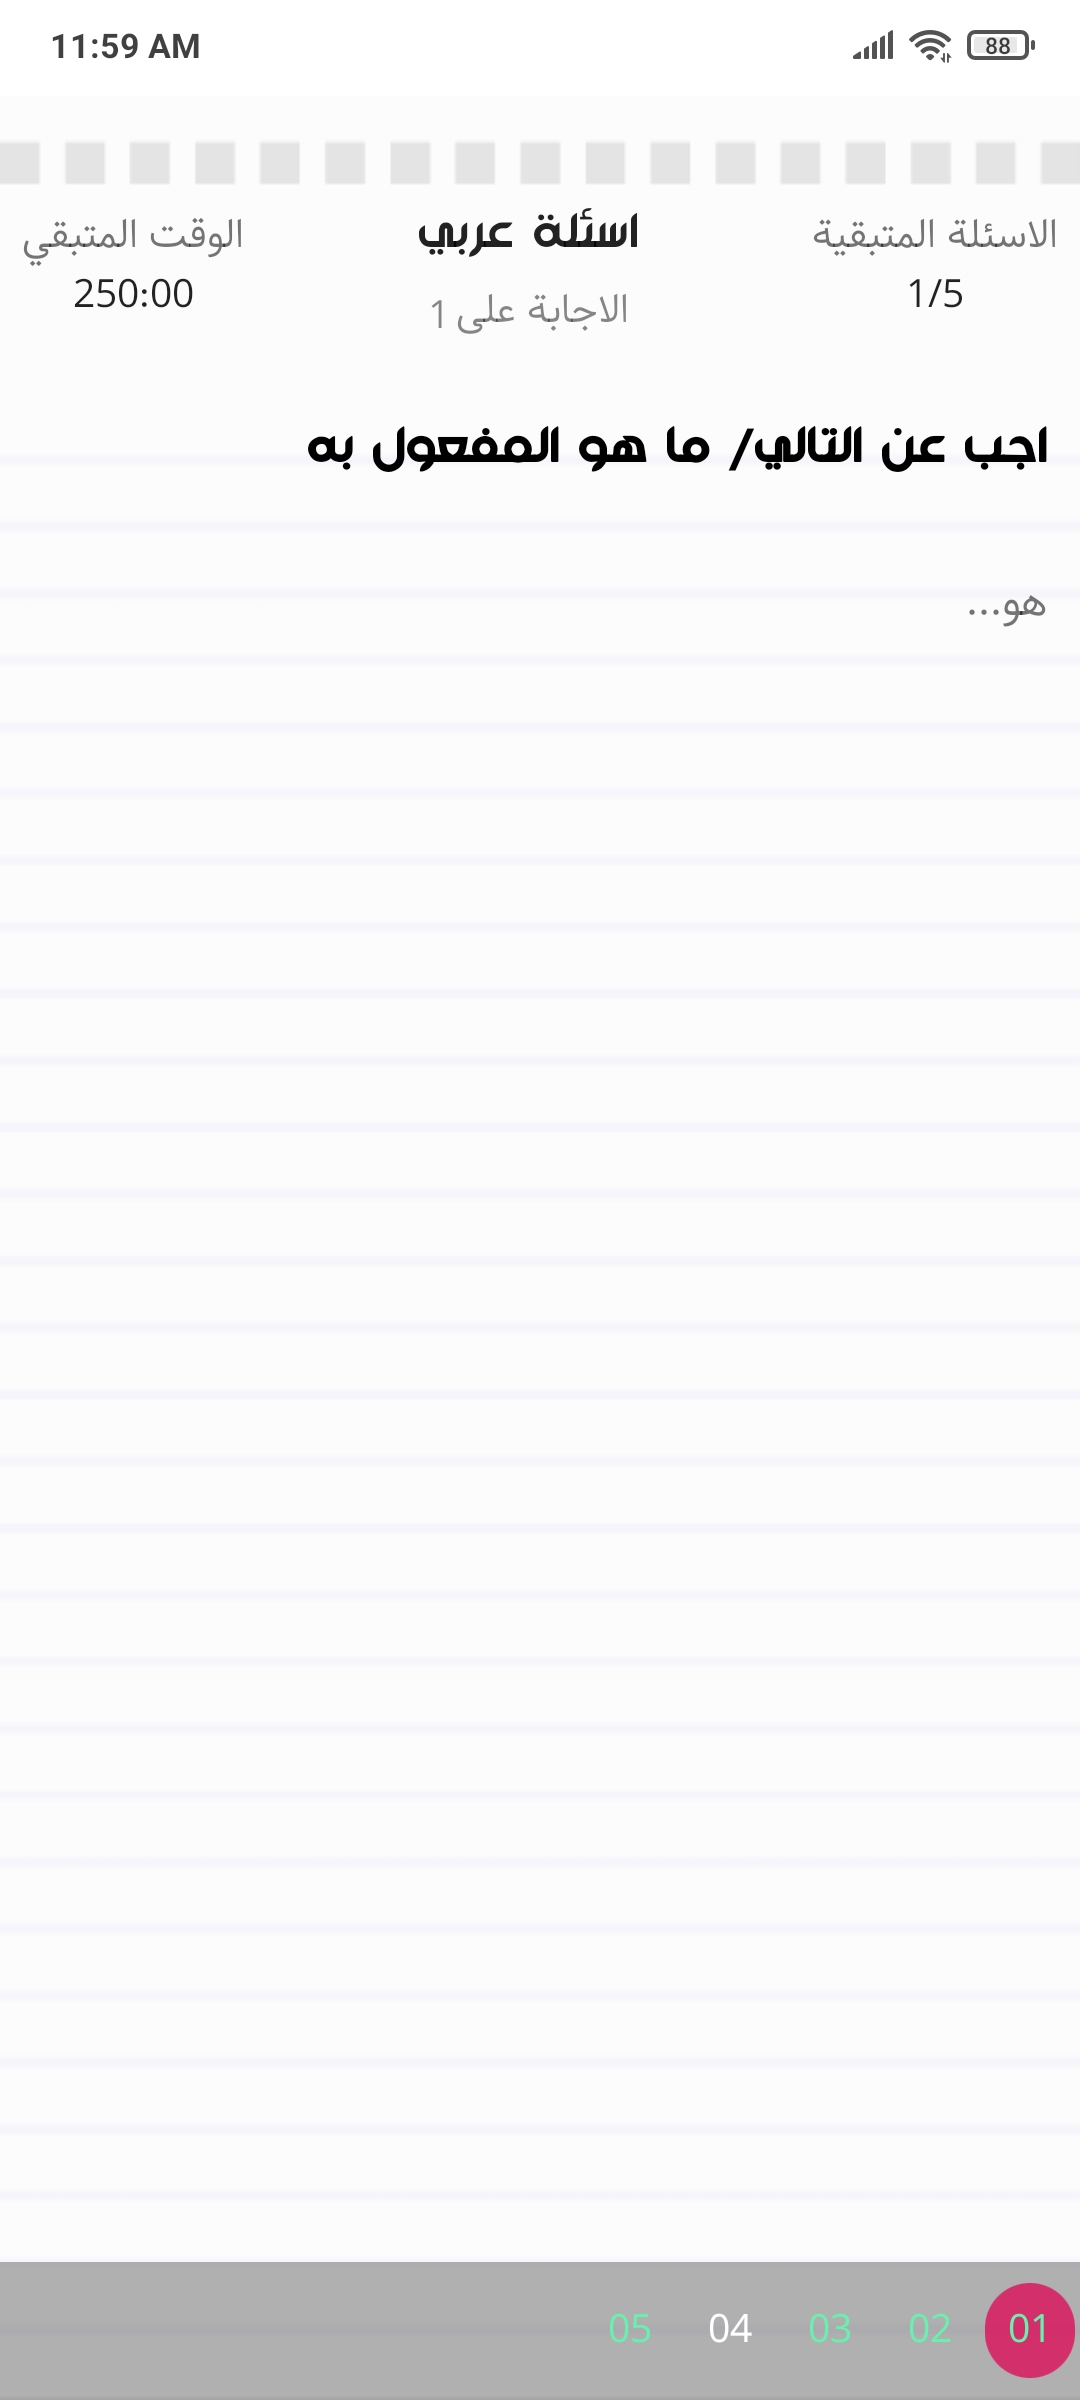 11:59 AM
88
الاسئلة المتبقية
1/5
اسئلة عربي
الاجابة على 1
الوقت المتبقي
250:00
اجب عن التالي/ ما هو المفعول به
هو...
01 02 03 04 05